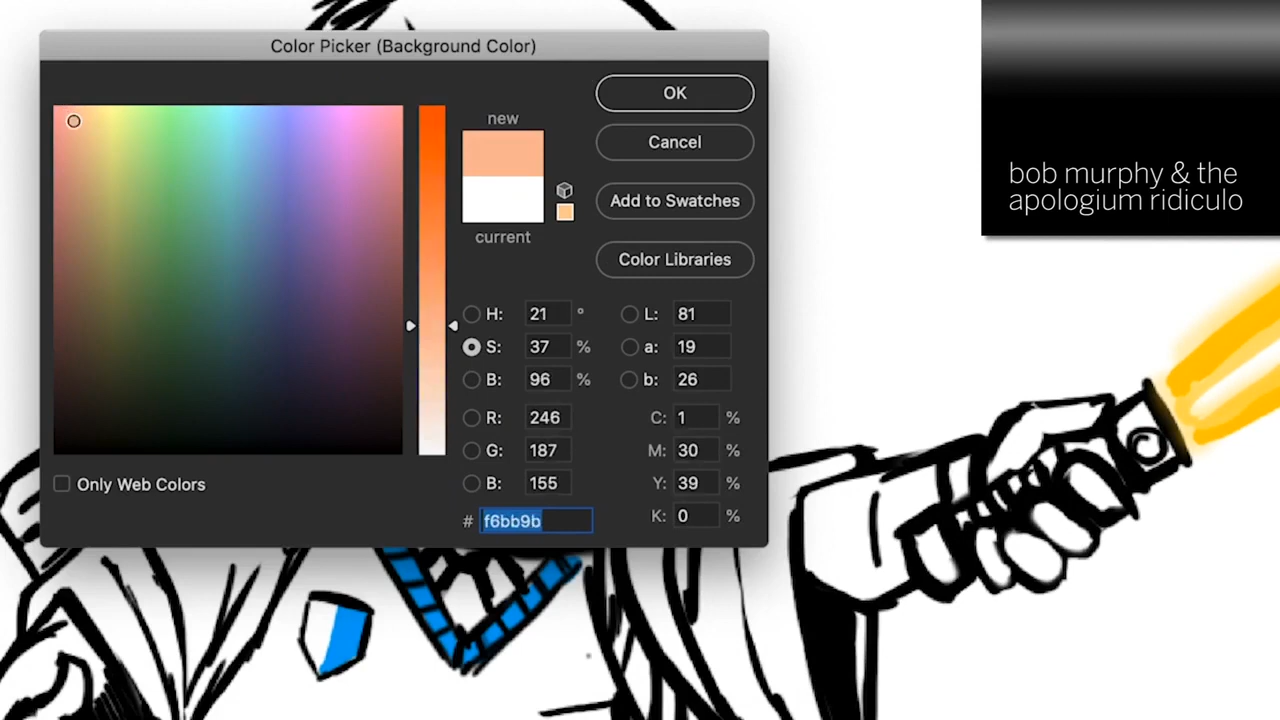 Color Picker (Background Color)
new
current
OK
Cancel
Add to Swatches
Color Libraries
H: 21 °
S: 37 %
B: 96 %
R: 246
G: 187
B: 155
# f6bb9b
L: 81
a: 19
b: 26
C: 1 %
M: 30 %
Y: 39 %
K: 0 %
Only Web Colors
bob murphy & the
apologium ridiculo